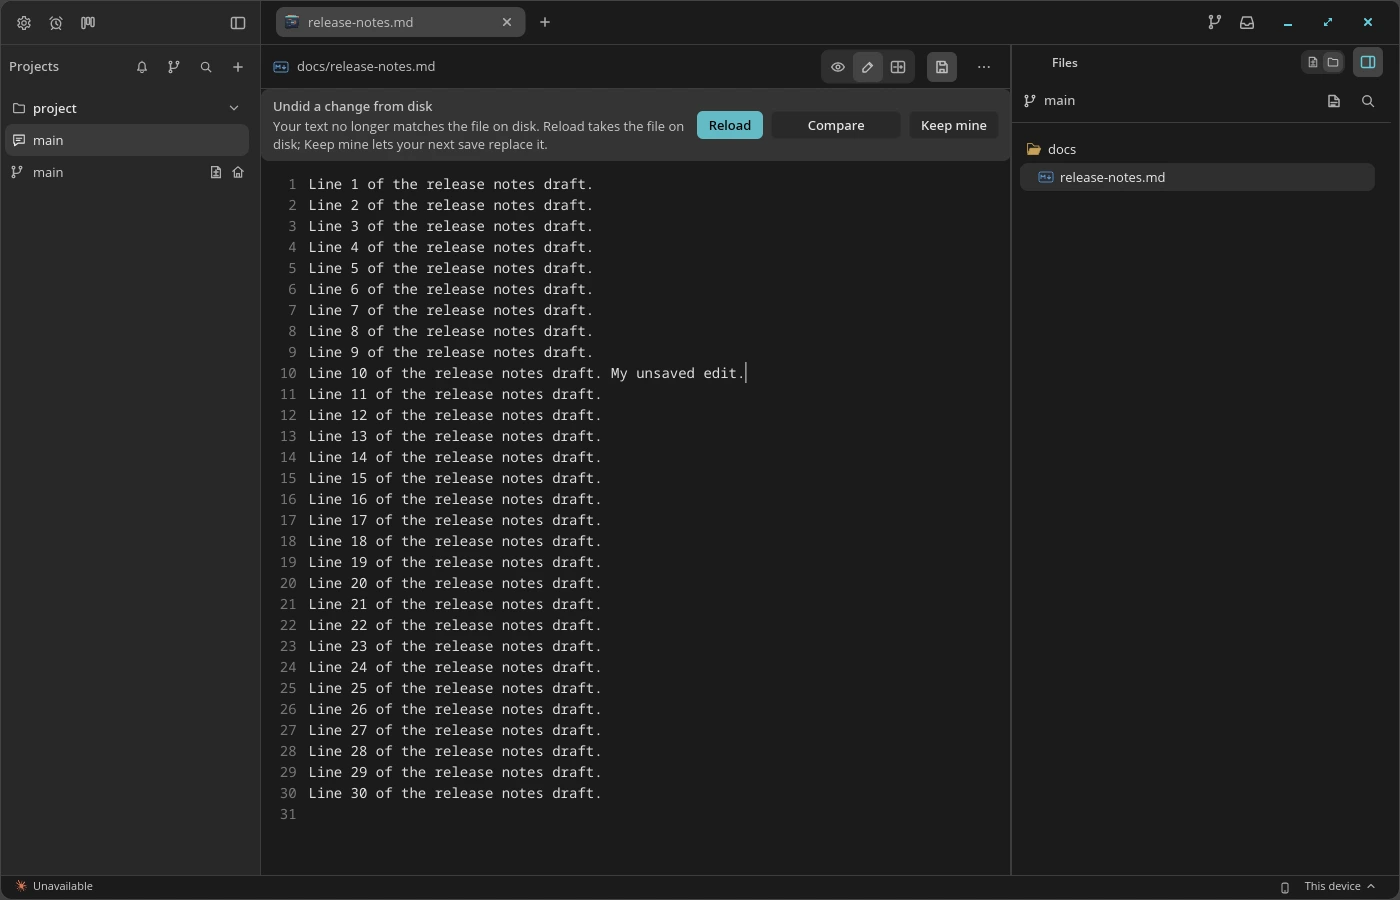 release-notes.md
Projects
docs/release-notes.md
Files
project
main
main
Undid a change from disk
Your text no longer matches the file on disk. Reload takes the file on
disk; Keep mine lets your next save replace it.
Reload
Compare
Keep mine
main
docs
release-notes.md
1 Line 1 of the release notes draft.
2 Line 2 of the release notes draft.
3 Line 3 of the release notes draft.
4 Line 4 of the release notes draft.
5 Line 5 of the release notes draft.
6 Line 6 of the release notes draft.
7 Line 7 of the release notes draft.
8 Line 8 of the release notes draft.
9 Line 9 of the release notes draft.
10 Line 10 of the release notes draft. My unsaved edit.
11 Line 11 of the release notes draft.
12 Line 12 of the release notes draft.
13 Line 13 of the release notes draft.
14 Line 14 of the release notes draft.
15 Line 15 of the release notes draft.
16 Line 16 of the release notes draft.
17 Line 17 of the release notes draft.
18 Line 18 of the release notes draft.
19 Line 19 of the release notes draft.
20 Line 20 of the release notes draft.
21 Line 21 of the release notes draft.
22 Line 22 of the release notes draft.
23 Line 23 of the release notes draft.
24 Line 24 of the release notes draft.
25 Line 25 of the release notes draft.
26 Line 26 of the release notes draft.
27 Line 27 of the release notes draft.
28 Line 28 of the release notes draft.
29 Line 29 of the release notes draft.
30 Line 30 of the release notes draft.
31
Unavailable
This device